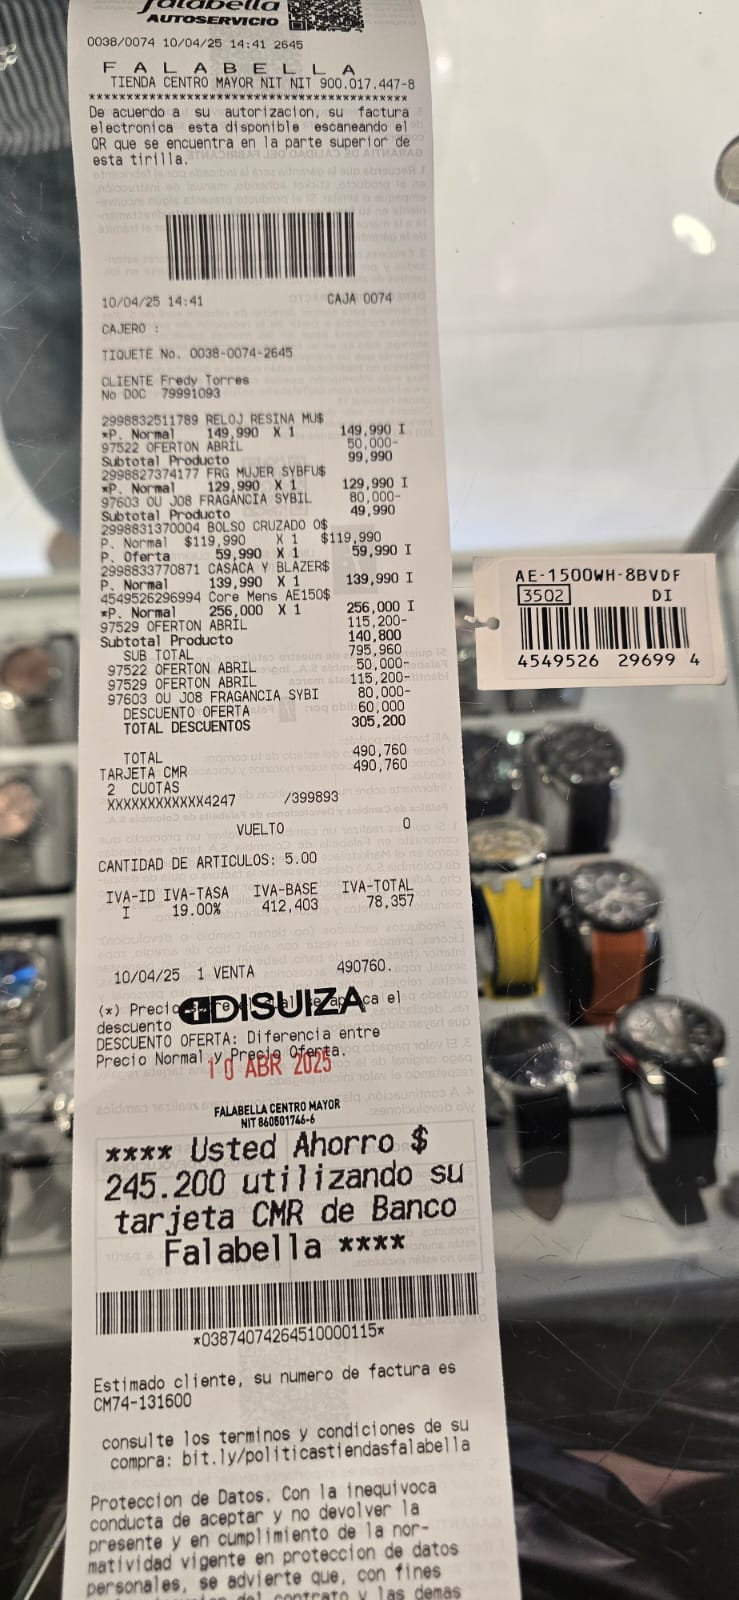 falabella
AUTOSERVICIO
0038/0074 10/04/25 14:41 2645
F A L A B E L L A
TIENDA CENTRO MAYOR NIT NIT 900.017.447-8
****************************************
De acuerdo a su autorizacion, su factura
electronica esta disponible escaneando el
QR que se encuentra en la parte superior de
esta tirilla.
10/04/25 14:41 CAJA 0074
CAJERO :
TIQUETE No. 0038-0074-2645
CLIENTE Fredy Torres
No DOC 79991093
2998832511789 RELOJ RESINA MU$
*P. Normal 149,990 X 1 149,990 I
97522 OFERTON ABRIL 50,000-
Subtotal Producto 99,990
2998827374177 FRG MUJER SYBFU$
*P. Normal 129,990 X 1 129,990 I
97603 OU J08 FRAGANCIA SYBIL 80,000-
Subtotal Producto 49,990
2998831370004 BOLSO CRUZADO O$
P. Normal $119,990 X 1 $119,990
P. Oferta 59,990 X 1 59,990 I
2998833770871 CASACA Y BLAZER$
P. Normal 139,990 X 1 139,990 I
4549526296994 Core Mens AE150$
*P. Normal 256,000 X 1 256,000 I
97529 OFERTON ABRIL 115,200-
Subtotal Producto 140,800
SUB TOTAL 795,960
97522 OFERTON ABRIL 50,000-
97529 OFERTON ABRIL 115,200-
97603 OU J08 FRAGANCIA SYBI 80,000-
DESCUENTO OFERTA 60,000
TOTAL DESCUENTOS 305,200
TOTAL 490,760
TARJETA CMR 490,760
2 CUOTAS
XXXXXXXXXXXX4247 /399893
VUELTO 0
CANTIDAD DE ARTICULOS: 5.00
IVA-ID IVA-TASA IVA-BASE IVA-TOTAL
I 19.00% 412,403 78,357
10/04/25 1 VENTA 490760.
(*) Precio sobre el cual se aplica el
DISUIZA
descuento
DESCUENTO OFERTA: Diferencia entre
Precio Normal y Precio Oferta.
10 ABR 2025
FALABELLA CENTRO MAYOR
NIT 860501746-6
**** Usted Ahorro $
245.200 utilizando su
tarjeta CMR de Banco
Falabella ****
*03874074264510000115*
Estimado cliente, su numero de factura es
CM74-131600
consulte los terminos y condiciones de su
compra: bit.ly/politicastiendasfalabella
Proteccion de Datos. Con la inequivoca
conducta de aceptar y no devolver la
presente y en cumplimiento de la nor-
matividad vigente en proteccion de datos
personales, se advierte que, con fines
del contrato y las demas
AE-1500WH-8BVDF
3502 DI
4549526 29699 4